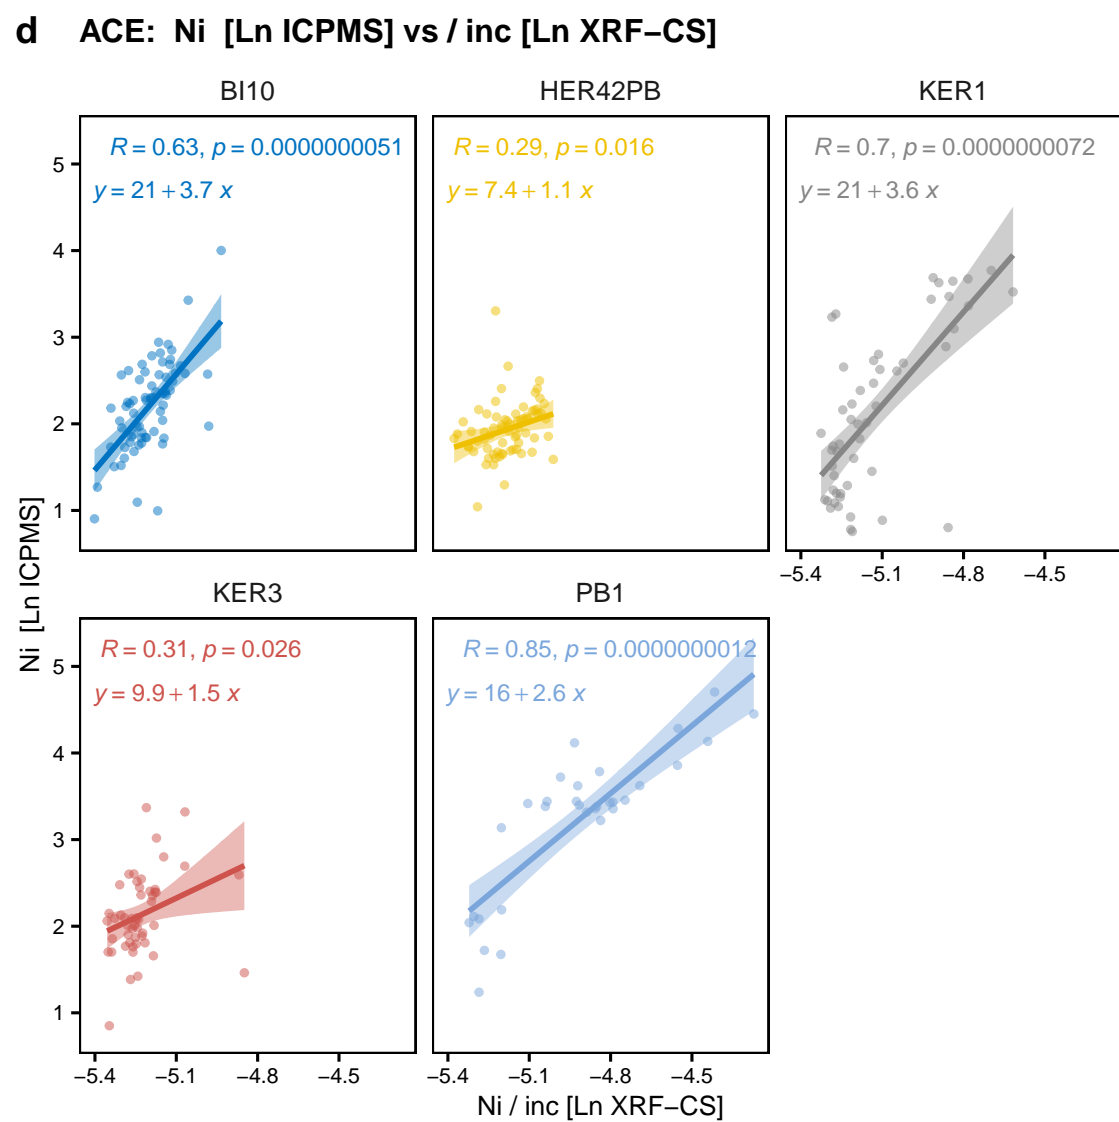 d ACE: Ni [Ln ICPMS] vs / inc [Ln XRF−CS]
BI10 HER42PB KER1
R = 0.63, p = 0.0000000051 R = 0.29, p = 0.016 R = 0.7, p = 0.0000000072
y = 21 + 3.7 x y = 7.4 + 1.1 x y = 21 + 3.6 x
5
4
3
2
1
−5.4 −5.1 −4.8 −4.5
Ni [Ln ICPMS]
KER3 PB1
R = 0.31, p = 0.026 R = 0.85, p = 0.0000000012
y = 9.9 + 1.5 x y = 16 + 2.6 x
5
4
3
2
1
−5.4 −5.1 −4.8 −4.5 −5.4 −5.1 −4.8 −4.5
Ni / inc [Ln XRF−CS]